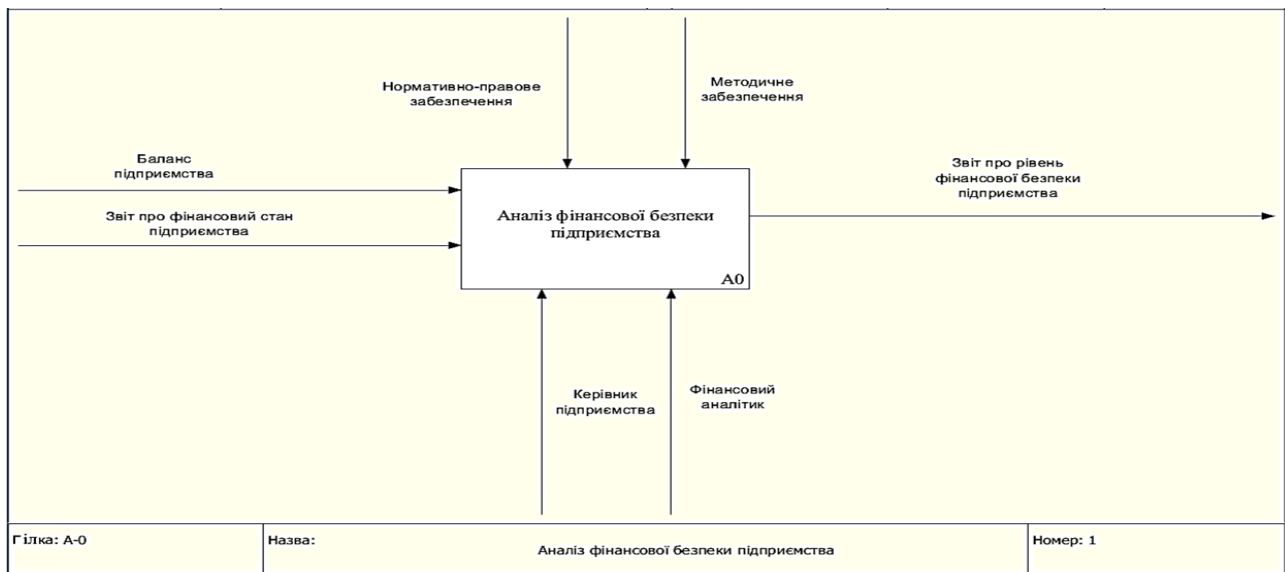 Нормативно-правове
забезпечення
Методичне
забезпечення
Баланс
підприємства
Звіт про фінансовий стан
підприємства
Аналіз фінансової безпеки
підприємства
A0
Звіт про рівень
фінансової безпеки
підприємства
Керівник
підприємства
Фінансовий
аналітик
Гілка: A-0
Назва:
Аналіз фінансової безпеки підприємства
Номер: 1